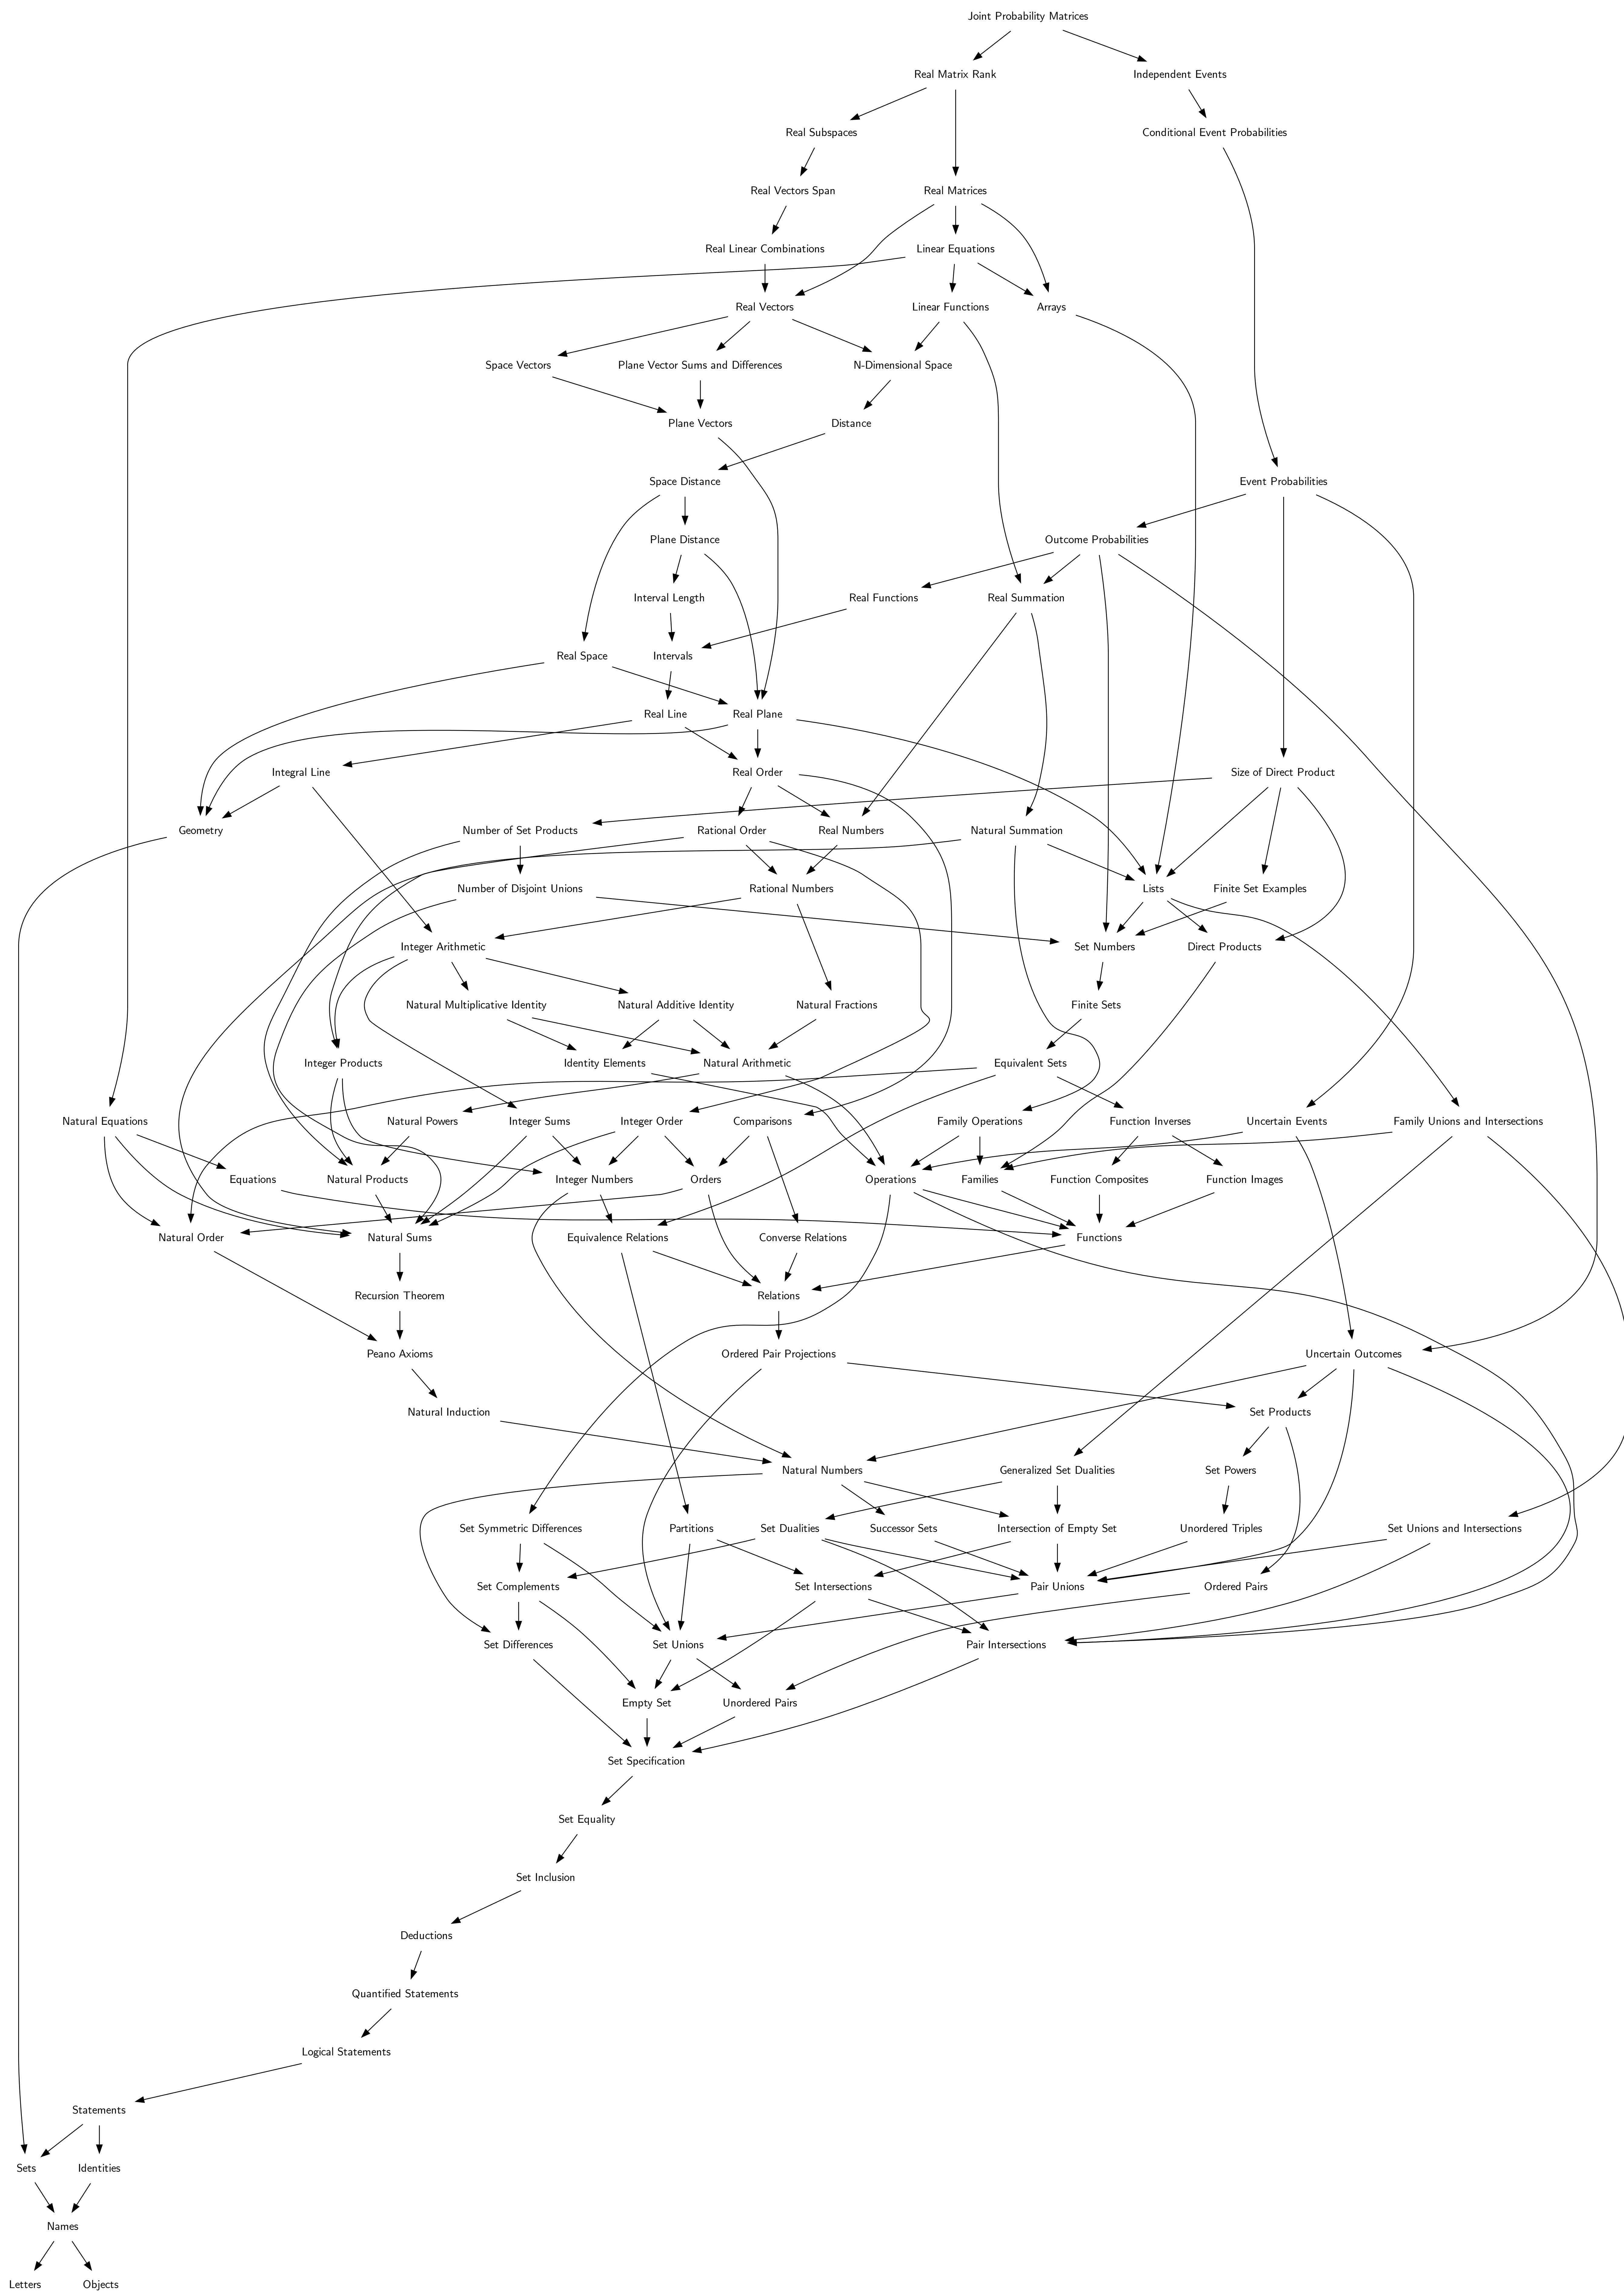 Joint Probability Matrices
Real Matrix Rank
Independent Events
Real Subspaces
Conditional Event Probabilities
Real Vectors Span
Real Matrices
Real Linear Combinations
Linear Equations
Real Vectors
Linear Functions
Arrays
Space Vectors
Plane Vector Sums and Differences
N-Dimensional Space
Plane Vectors
Distance
Space Distance
Event Probabilities
Plane Distance
Outcome Probabilities
Interval Length
Real Functions
Real Summation
Real Space
Intervals
Real Line
Real Plane
Integral Line
Real Order
Size of Direct Product
Geometry
Number of Set Products
Rational Order
Real Numbers
Natural Summation
Number of Disjoint Unions
Rational Numbers
Lists
Finite Set Examples
Integer Arithmetic
Set Numbers
Direct Products
Natural Multiplicative Identity
Natural Additive Identity
Natural Fractions
Finite Sets
Integer Products
Identity Elements
Natural Arithmetic
Equivalent Sets
Natural Equations
Natural Powers
Integer Sums
Integer Order
Comparisons
Family Operations
Function Inverses
Uncertain Events
Family Unions and Intersections
Equations
Natural Products
Integer Numbers
Orders
Operations
Families
Function Composites
Function Images
Natural Order
Natural Sums
Equivalence Relations
Converse Relations
Functions
Recursion Theorem
Relations
Peano Axioms
Ordered Pair Projections
Uncertain Outcomes
Natural Induction
Set Products
Natural Numbers
Generalized Set Dualities
Set Powers
Set Symmetric Differences
Partitions
Set Dualities
Successor Sets
Intersection of Empty Set
Unordered Triples
Set Unions and Intersections
Set Complements
Set Intersections
Pair Unions
Ordered Pairs
Set Differences
Set Unions
Pair Intersections
Empty Set
Unordered Pairs
Set Specification
Set Equality
Set Inclusion
Deductions
Quantified Statements
Logical Statements
Statements
Sets
Identities
Names
Letters
Objects